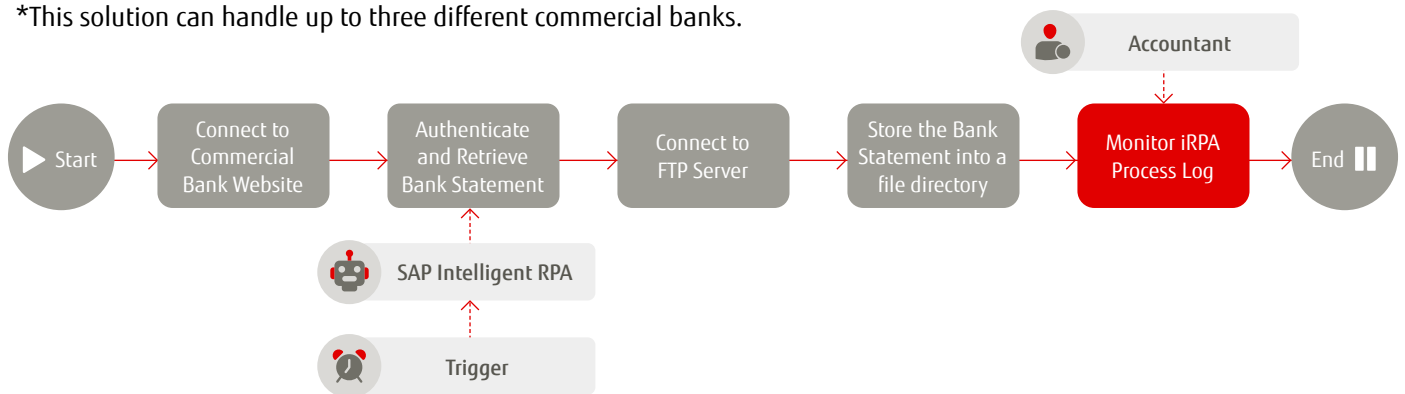 *This solution can handle up to three different commercial banks.
Accountant
Start
Connect to
Commercial
Bank Website
Authenticate
and Retrieve
Bank Statement
Connect to
FTP Server
Store the Bank
Statement into a
file directory
Monitor iRPA
Process Log
End
SAP Intelligent RPA
Trigger